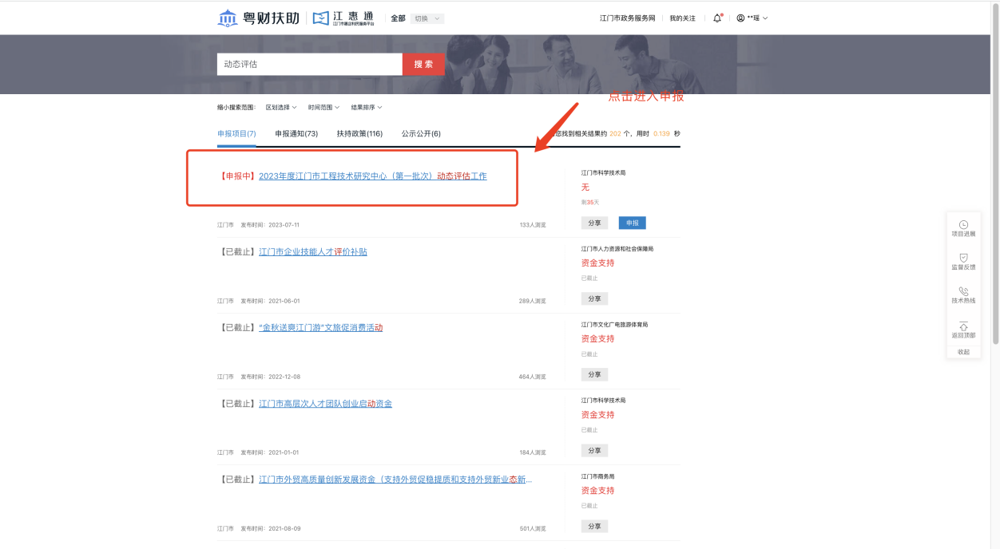 粤财扶助 江惠通 江门市惠企利民服务平台 全部 切换 江门市政务服务网 我的关注 **瑶
动态评估 搜索
点击进入申报
缩小搜索范围: 区划选择 时间范围 结果排序
申报项目(7) 申报通知(73) 扶持政策(116) 公示公开(6) 您找到相关结果约 202 个，用时 0.139 秒
【申报中】2023年度江门市工程技术研究中心（第一批次）动态评估工作
江门市科学技术局
无
剩35天
江门市 发布时间: 2023-07-11 133人浏览 分享 申报
【已截止】江门市企业技能人才评价补贴
江门市人力资源和社会保障局
资金支持
已截止
江门市 发布时间: 2021-06-01 289人浏览 分享
【已截止】“金秋送爽江门游”文旅促消费活动
江门市文化广电旅游体育局
资金支持
已截止
江门市 发布时间: 2022-12-08 464人浏览 分享
【已截止】江门市高层次人才团队创业启动资金
江门市科学技术局
资金支持
已截止
江门市 发布时间: 2021-01-01 184人浏览 分享
【已截止】江门市外贸高质量创新发展资金（支持外贸促稳提质和支持外贸新业态新...
江门市商务局
资金支持
已截止
江门市 发布时间: 2021-08-09 501人浏览 分享
项目进展
监督反馈
技术热线
返回顶部
收起